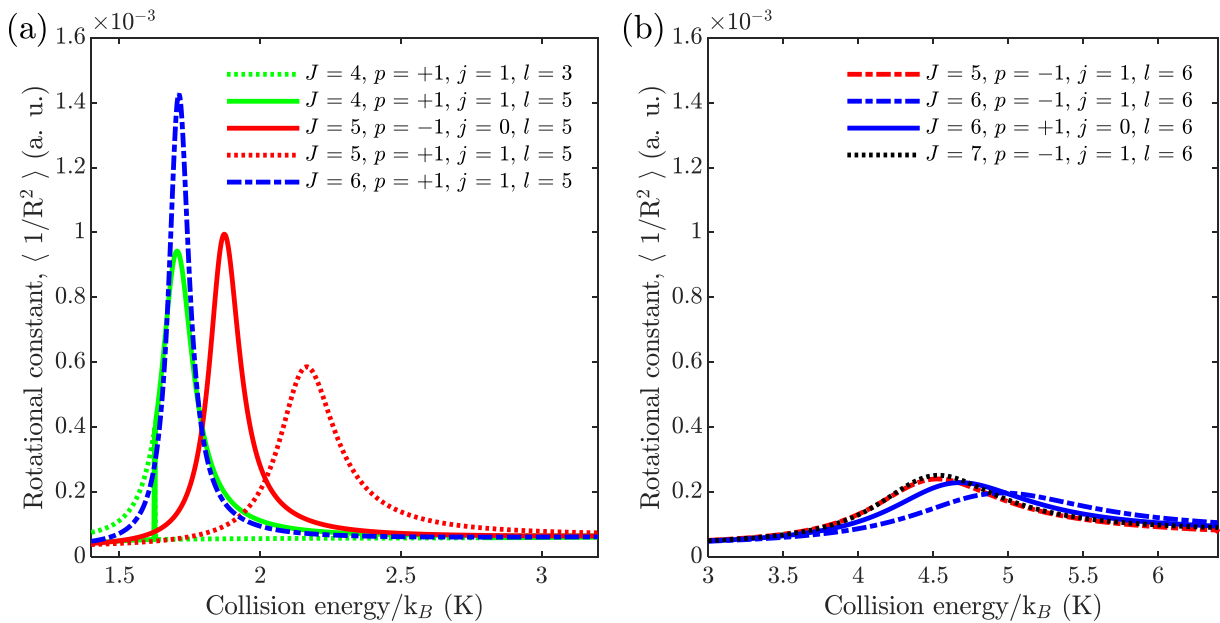 (a)
×10⁻³
1.6
1.4
1.2
1
0.8
0.6
0.4
0.2
0
Rotational constant, ⟨ 1/R² ⟩ (a. u.)
J = 4, p = +1, j = 1, l = 3
J = 4, p = +1, j = 1, l = 5
J = 5, p = −1, j = 0, l = 5
J = 5, p = +1, j = 1, l = 5
J = 6, p = +1, j = 1, l = 5
1.5 2 2.5 3
Collision energy/k_B (K)
(b)
×10⁻³
1.6
1.4
1.2
1
0.8
0.6
0.4
0.2
0
Rotational constant, ⟨ 1/R² ⟩ (a. u.)
J = 5, p = −1, j = 1, l = 6
J = 6, p = −1, j = 1, l = 6
J = 6, p = +1, j = 0, l = 6
J = 7, p = −1, j = 1, l = 6
3 3.5 4 4.5 5 5.5 6
Collision energy/k_B (K)